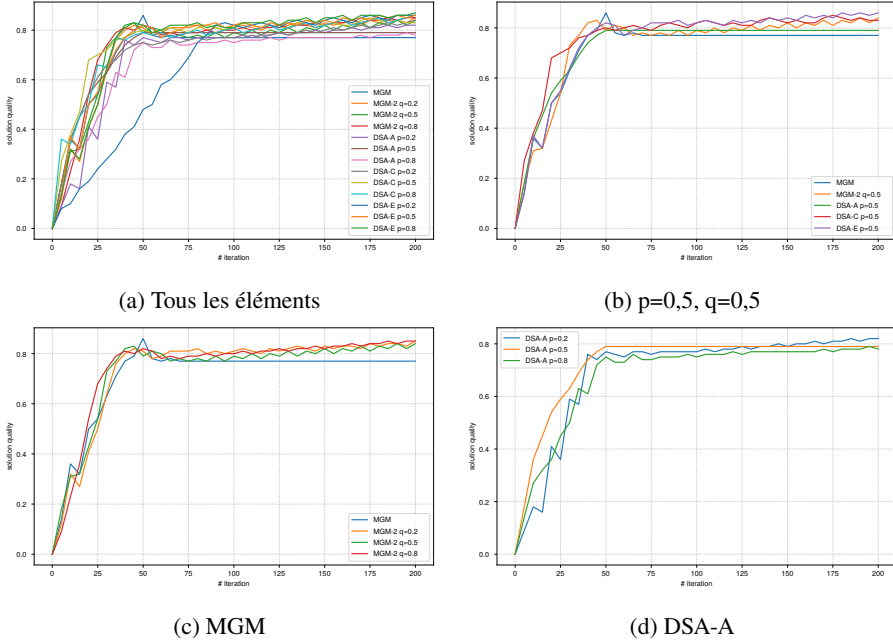 solution quality
0.8
0.6
0.4
0.2
0.0
0 25 50 75 100 125 150 175 200
# iteration
MGM
MGM-2 q=0.2
MGM-2 q=0.5
MGM-2 q=0.8
DSA-A p=0.2
DSA-A p=0.5
DSA-A p=0.8
DSA-C p=0.2
DSA-C p=0.5
DSA-C p=0.8
DSA-E p=0.2
DSA-E p=0.5
DSA-E p=0.8
(a) Tous les éléments
solution quality
0.8
0.6
0.4
0.2
0.0
0 25 50 75 100 125 150 175 200
# iteration
MGM
MGM-2 q=0.5
DSA-A p=0.5
DSA-C p=0.5
DSA-E p=0.5
(b) p=0,5, q=0,5
solution quality
0.8
0.6
0.4
0.2
0.0
0 25 50 75 100 125 150 175 200
# iteration
MGM
MGM-2 q=0.2
MGM-2 q=0.5
MGM-2 q=0.8
(c) MGM
solution quality
0.8
0.6
0.4
0.2
0.0
0 25 50 75 100 125 150 175 200
# iteration
DSA-A p=0.2
DSA-A p=0.5
DSA-A p=0.8
(d) DSA-A